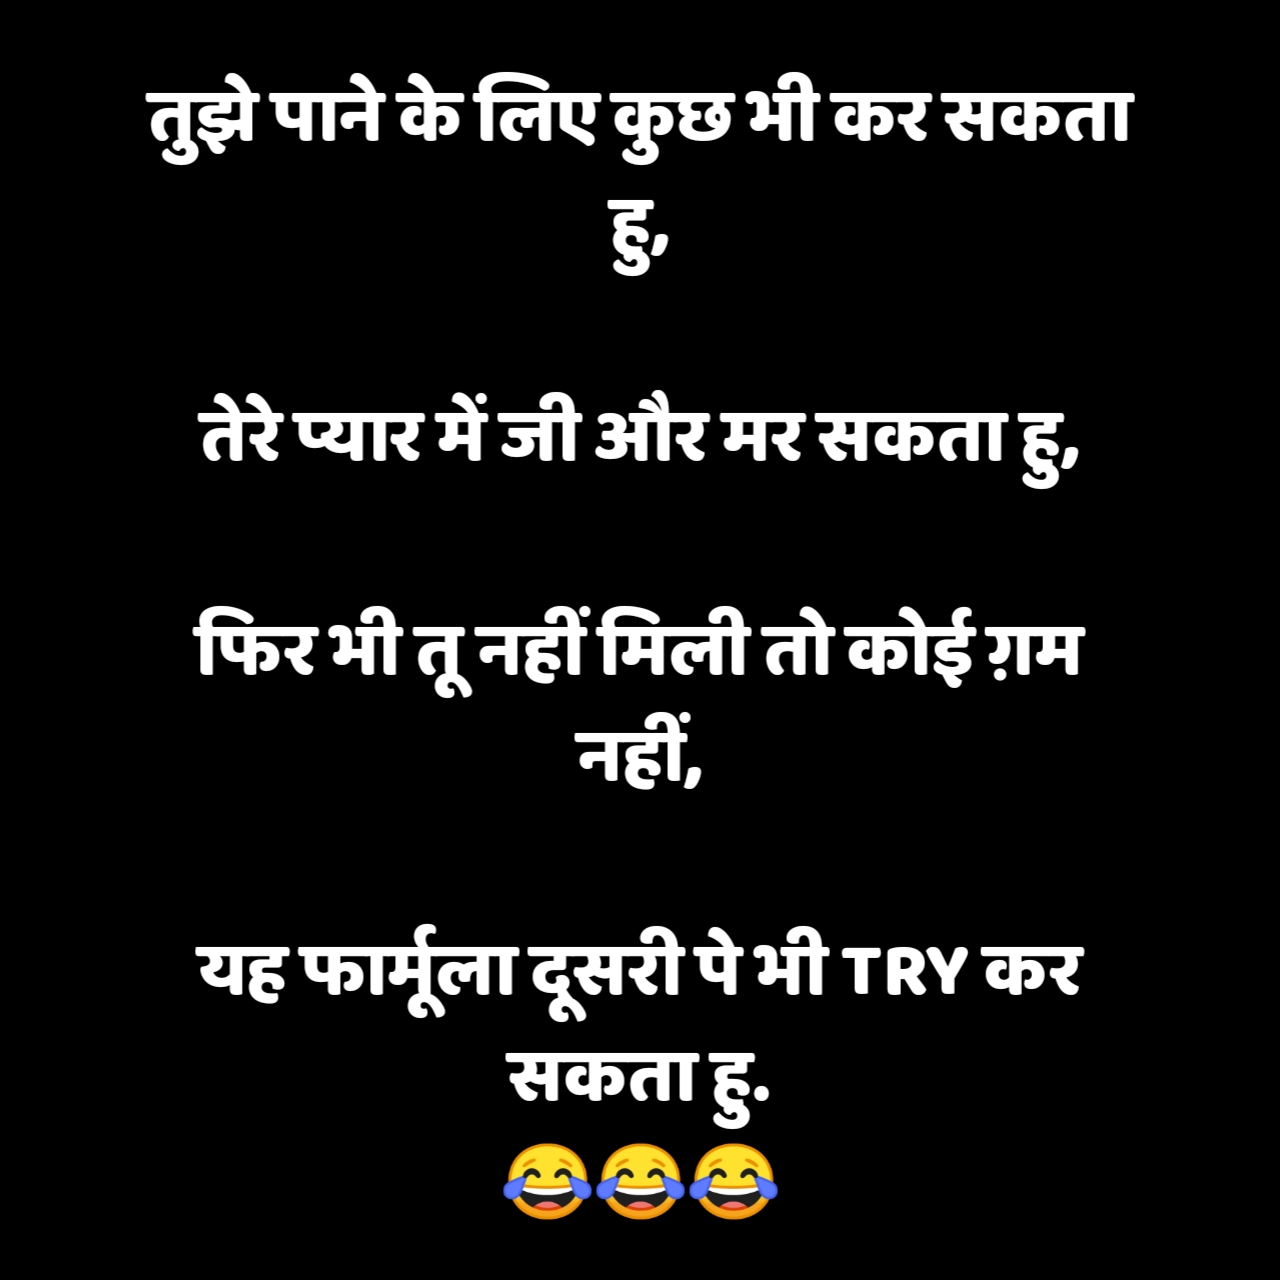 तुझे पाने के लिए कुछ भी कर सकता
हु,
तेरे प्यार में जी और मर सकता हु,
फिर भी तू नहीं मिली तो कोई ग़म
नहीं,
यह फार्मूला दूसरी पे भी TRY कर
सकता हु.
😂😂😂